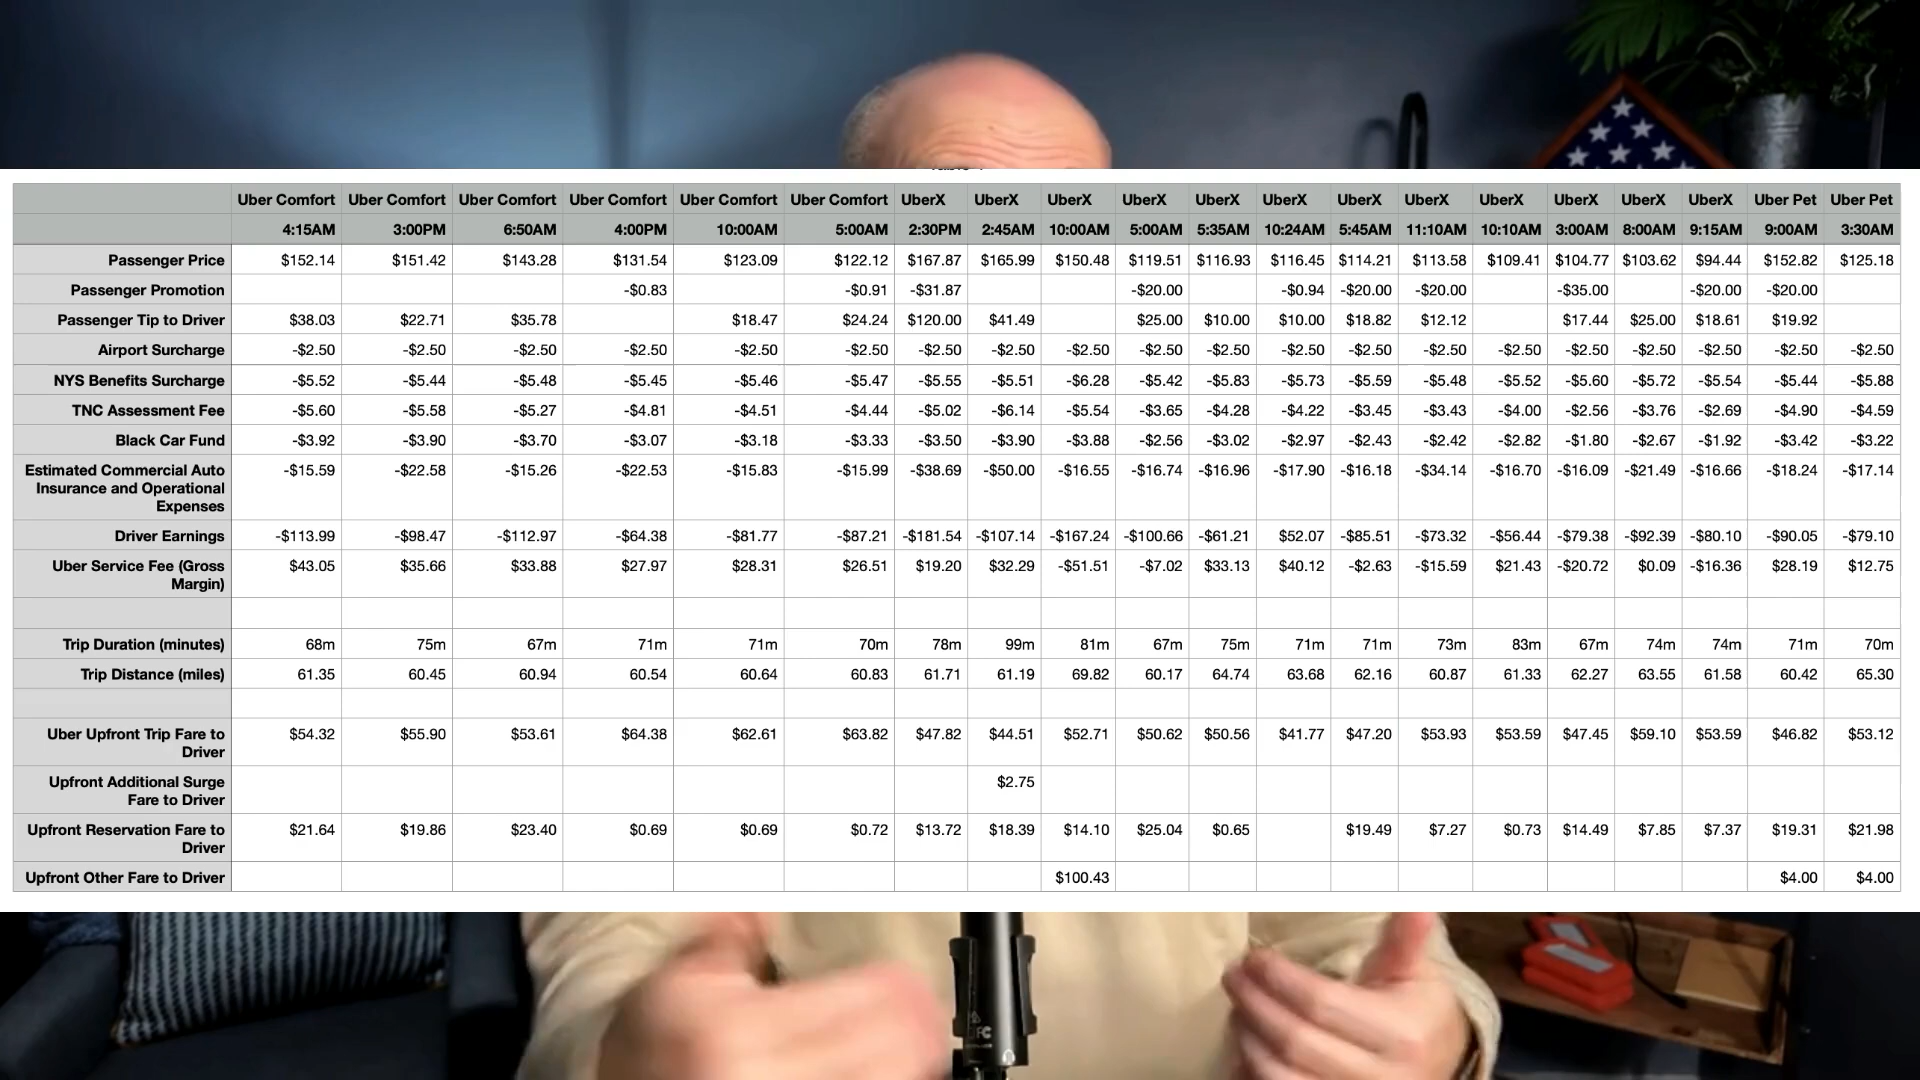 Uber Comfort Uber Comfort Uber Comfort Uber Comfort Uber Comfort Uber Comfort UberX UberX UberX UberX UberX UberX UberX UberX UberX UberX UberX UberX Uber Pet Uber Pet
4:15AM 3:00PM 6:50AM 4:00PM 10:00AM 5:00AM 2:30PM 2:45AM 10:00AM 5:00AM 5:35AM 10:24AM 5:45AM 11:10AM 10:10AM 3:00AM 8:00AM 9:15AM 9:00AM 3:30AM
Passenger Price $152.14 $151.42 $143.28 $131.54 $123.09 $122.12 $167.87 $165.99 $150.48 $119.51 $116.93 $116.45 $114.21 $113.58 $109.41 $104.77 $103.62 $94.44 $152.82 $125.18
Passenger Promotion -$0.83 -$0.91 -$31.87 -$20.00 -$0.94 -$20.00 -$20.00 -$35.00 -$20.00 -$20.00
Passenger Tip to Driver $38.03 $22.71 $35.78 $18.47 $24.24 $120.00 $41.49 $25.00 $10.00 $10.00 $18.82 $12.12 $17.44 $25.00 $18.61 $19.92
Airport Surcharge -$2.50 -$2.50 -$2.50 -$2.50 -$2.50 -$2.50 -$2.50 -$2.50 -$2.50 -$2.50 -$2.50 -$2.50 -$2.50 -$2.50 -$2.50 -$2.50 -$2.50 -$2.50 -$2.50 -$2.50
NYS Benefits Surcharge -$5.52 -$5.44 -$5.48 -$5.45 -$5.46 -$5.47 -$5.55 -$5.51 -$6.28 -$5.42 -$5.83 -$5.73 -$5.59 -$5.48 -$5.52 -$5.60 -$5.72 -$5.54 -$5.44 -$5.88
TNC Assessment Fee -$5.60 -$5.58 -$5.27 -$4.81 -$4.51 -$4.44 -$5.02 -$6.14 -$5.54 -$3.65 -$4.28 -$4.22 -$3.45 -$3.43 -$4.00 -$2.56 -$3.76 -$2.69 -$4.90 -$4.59
Black Car Fund -$3.92 -$3.90 -$3.70 -$3.07 -$3.18 -$3.33 -$3.50 -$3.90 -$3.88 -$2.56 -$3.02 -$2.97 -$2.43 -$2.42 -$2.82 -$1.80 -$2.67 -$1.92 -$3.42 -$3.22
Estimated Commercial Auto -$15.59 -$22.58 -$15.26 -$22.53 -$15.83 -$15.99 -$38.69 -$50.00 -$16.55 -$16.74 -$16.96 -$17.90 -$16.18 -$34.14 -$16.70 -$16.09 -$21.49 -$16.66 -$18.24 -$17.14
Insurance and Operational
Expenses
Driver Earnings -$113.99 -$98.47 -$112.97 -$64.38 -$81.77 -$87.21 -$181.54 -$107.14 -$167.24 -$100.66 -$61.21 $52.07 -$85.51 -$73.32 -$56.44 -$79.38 -$92.39 -$80.10 -$90.05 -$79.10
Uber Service Fee (Gross $43.05 $35.66 $33.88 $27.97 $28.31 $26.51 $19.20 $32.29 -$51.51 -$7.02 $33.13 $40.12 -$2.63 -$15.59 $21.43 -$20.72 $0.09 -$16.36 $28.19 $12.75
Margin)
Trip Duration (minutes) 68m 75m 67m 71m 71m 70m 78m 99m 81m 67m 75m 71m 71m 73m 83m 67m 74m 74m 71m 70m
Trip Distance (miles) 61.35 60.45 60.94 60.54 60.64 60.83 61.71 61.19 69.82 60.17 64.74 63.68 62.16 60.87 61.33 62.27 63.55 61.58 60.42 65.30
Uber Upfront Trip Fare to $54.32 $55.90 $53.61 $64.38 $62.61 $63.82 $47.82 $44.51 $52.71 $50.62 $50.56 $41.77 $47.20 $53.93 $53.59 $47.45 $59.10 $53.59 $46.82 $53.12
Driver
Upfront Additional Surge $2.75
Fare to Driver
Upfront Reservation Fare to $21.64 $19.86 $23.40 $0.69 $0.69 $0.72 $13.72 $18.39 $14.10 $25.04 $0.65 $19.49 $7.27 $0.73 $14.49 $7.85 $7.37 $19.31 $21.98
Driver
Upfront Other Fare to Driver $100.43 $4.00 $4.00